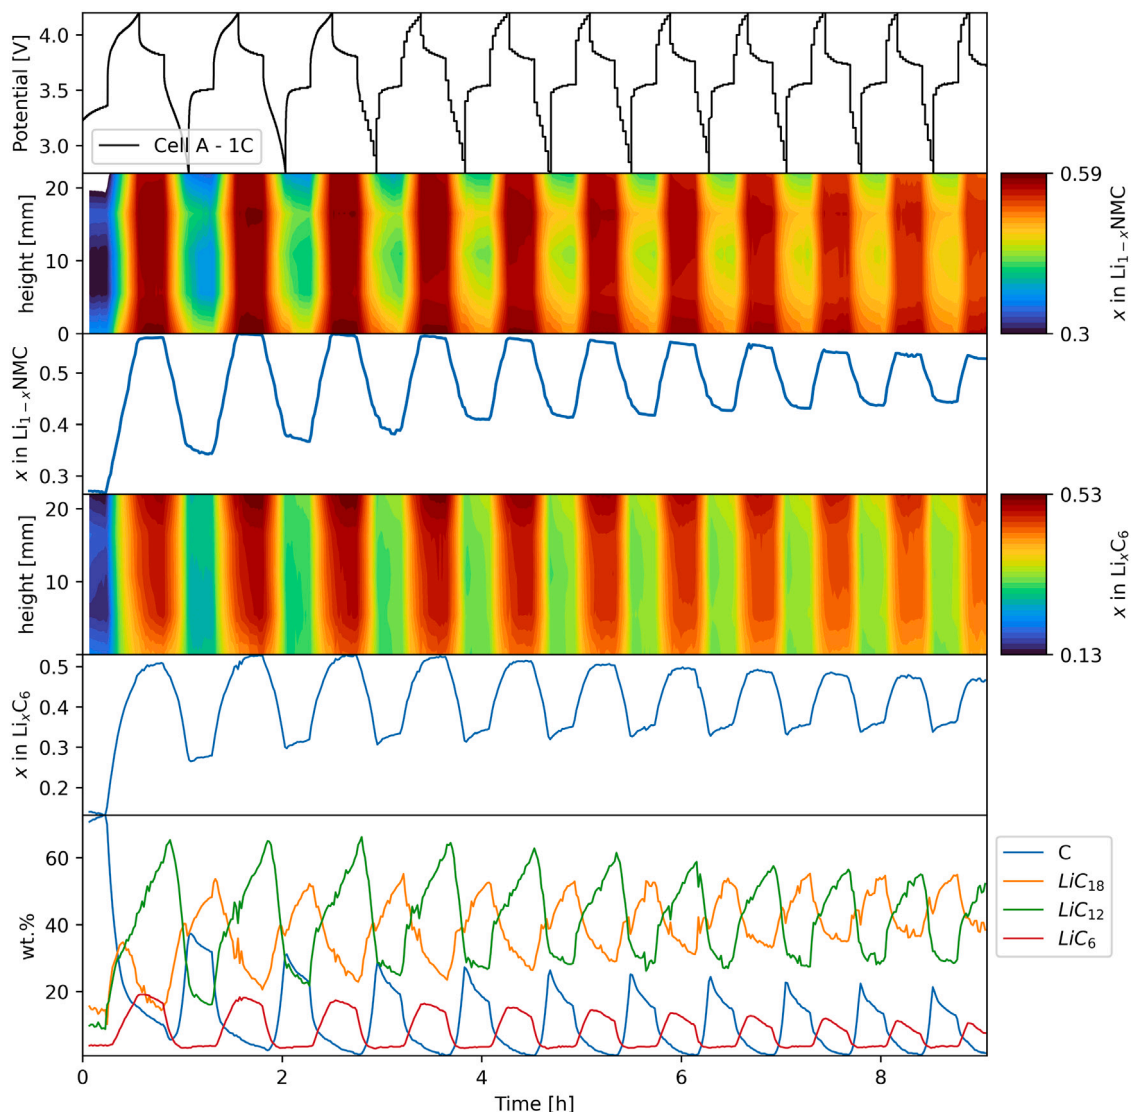 4.0
3.5
3.0
Potential [V]
Cell A - 1C
20
10
0
height [mm]
0.59
0.3
x in Li₁₋ₓNMC
0.5
0.4
0.3
x in Li₁₋ₓNMC
20
10
height [mm]
0.53
0.13
x in LiₓC₆
0.5
0.4
0.3
0.2
x in LiₓC₆
60
40
20
wt.%
C
LiC₁₈
LiC₁₂
LiC₆
0 2 4 6 8
Time [h]